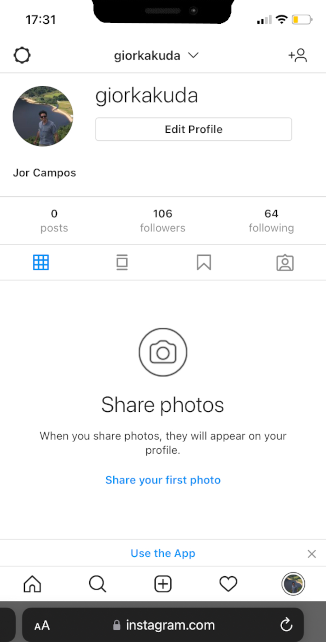 17:31
giorkakuda
giorkakuda
Edit Profile
Jor Campos
0 106 64
posts followers following
Share photos
When you share photos, they will appear on your
profile.
Share your first photo
Use the App
AA instagram.com